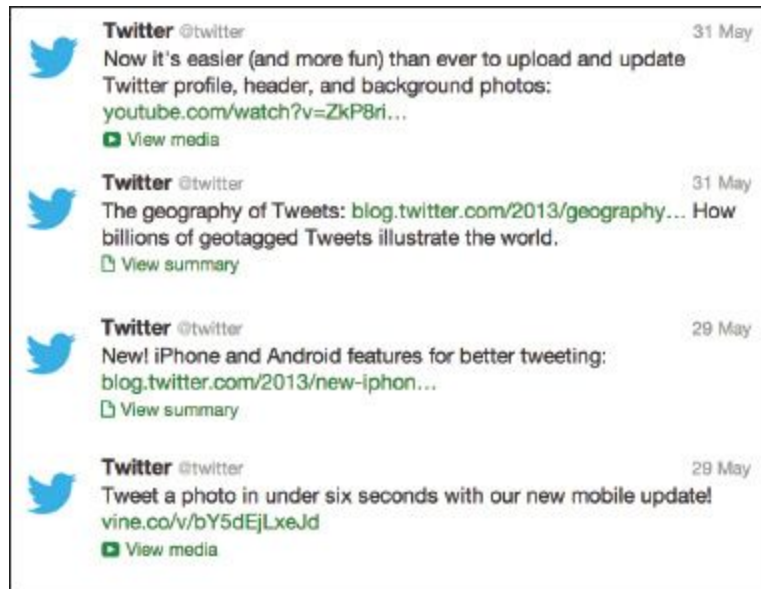 Twitter @twitter 31 May
Now it's easier (and more fun) than ever to upload and update
Twitter profile, header, and background photos:
youtube.com/watch?v=ZkP8ri...
View media
Twitter @twitter 31 May
The geography of Tweets: blog.twitter.com/2013/geography... How
billions of geotagged Tweets illustrate the world.
View summary
Twitter @twitter 29 May
New! iPhone and Android features for better tweeting:
blog.twitter.com/2013/new-iphon...
View summary
Twitter @twitter 29 May
Tweet a photo in under six seconds with our new mobile update!
vine.co/v/bY5dEjLxeJd
View media